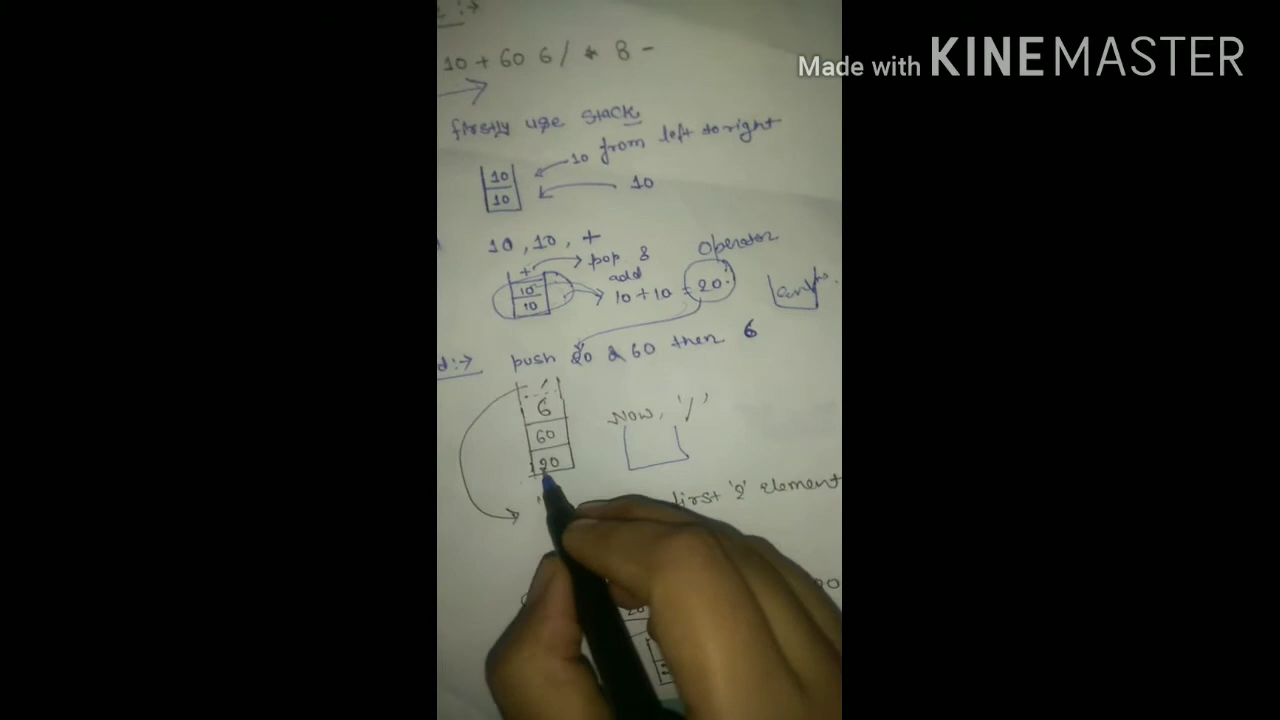 Made with KINEMASTER
10 + 60 6 / * 8 -
firstly use stack
10 from left to right
10
10
10
10, 10, +
operator
+
pop &
add
10
10
10 + 10 = 20
push 20 & 60 then 6
/
6
60
20
Now, '/'
first '2' element